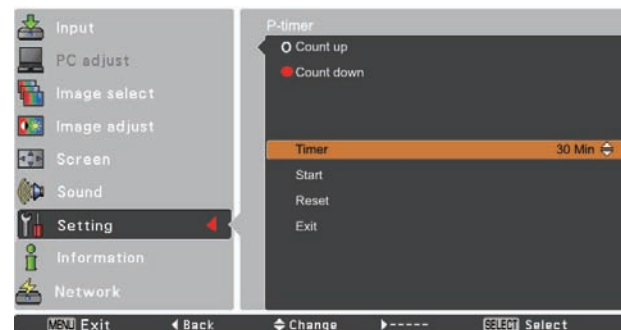 Input
PC adjust
Image select
Image adjust
Screen
Sound
Setting
Information
Network
P-timer
Count up
Count down
Timer 30 Min
Start
Reset
Exit
MENU Exit Back Change ----- SELECT Select